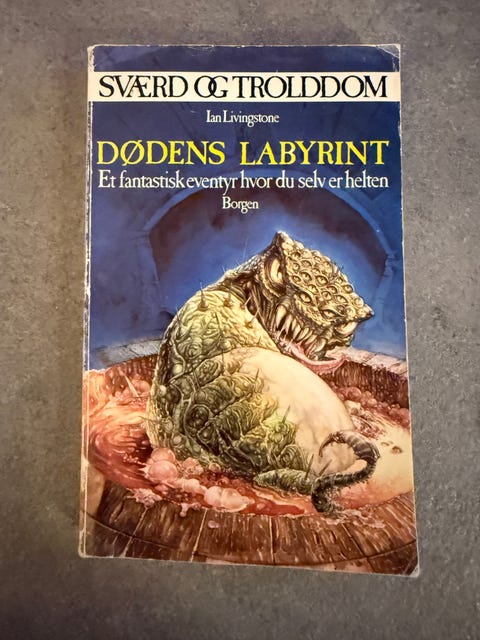 SVÆRD OG TROLDDOM
Ian Livingstone
DØDENS LABYRINT
Et fantastisk eventyr hvor du selv er helten
Borgen